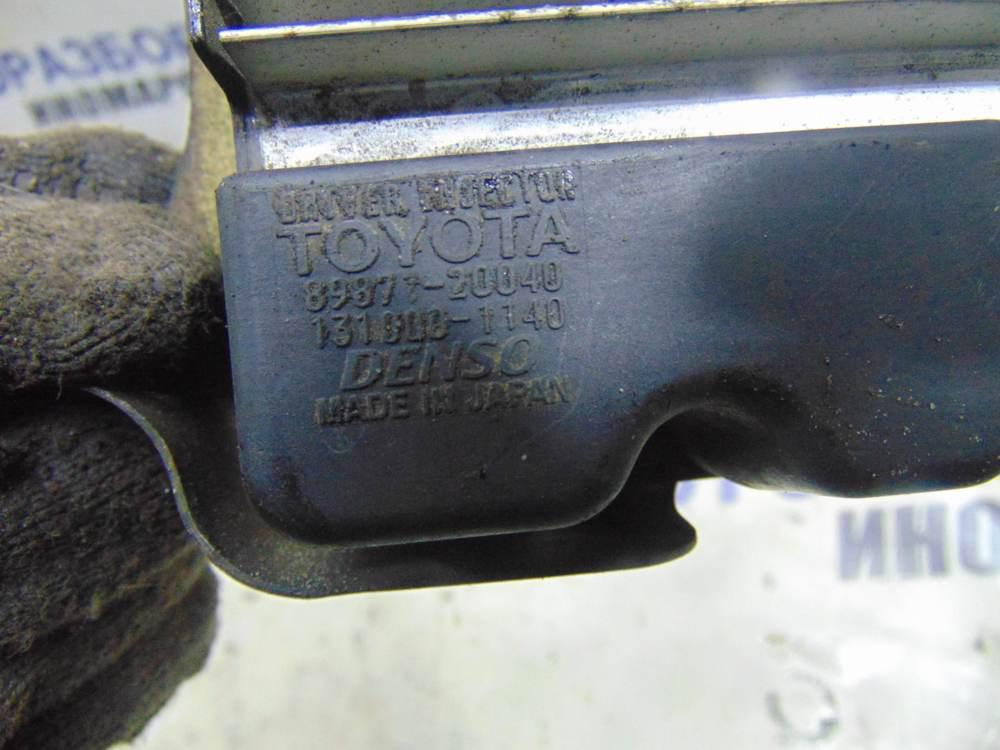 DRIVER, INJECTOR
TOYOTA
89871-20040
131000-1140
DENSO
MADE IN JAPAN